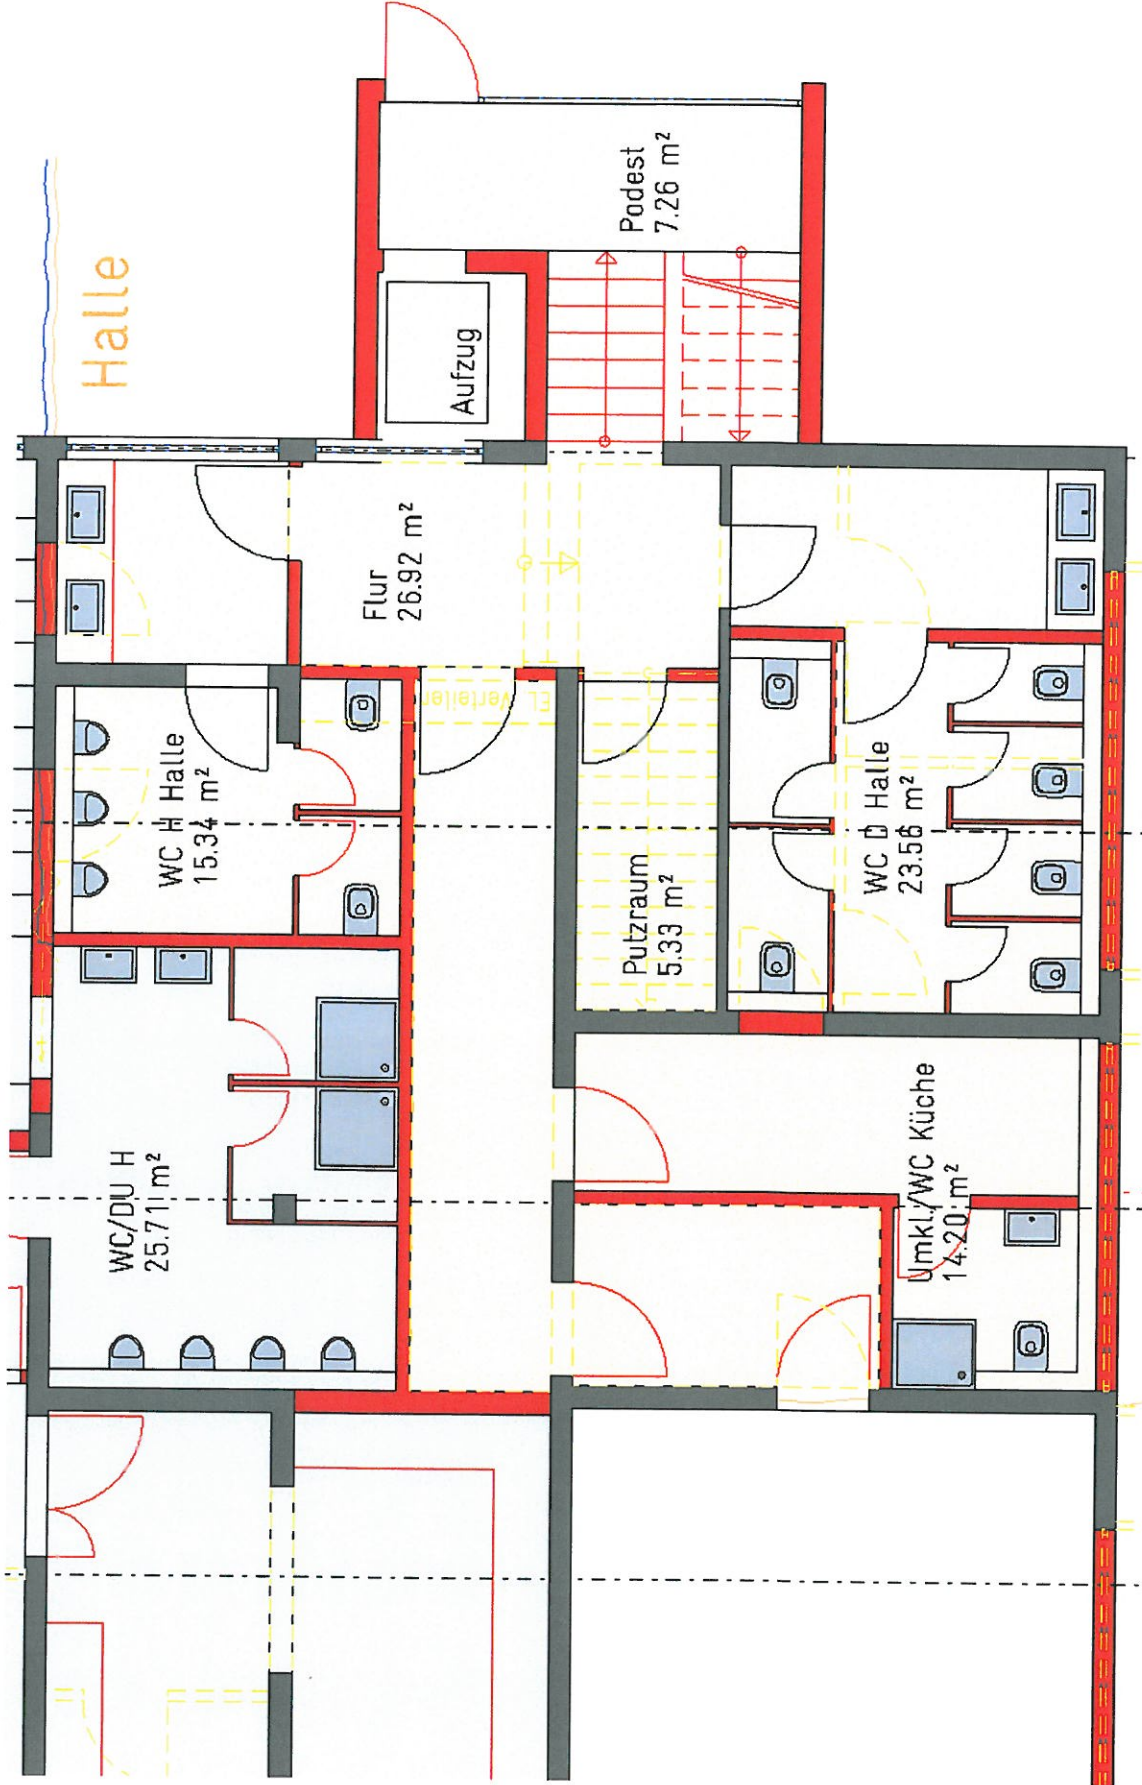 Halle
Podest
7.26 m²
Aufzug
Flur
26.92 m²
EL. Verteiler
WC H Halle
15.34 m²
Putzraum
5.33 m²
WC D Halle
23.56 m²
WC/DU H
25.71 m²
Umkl./WC Küche
14.20 m²